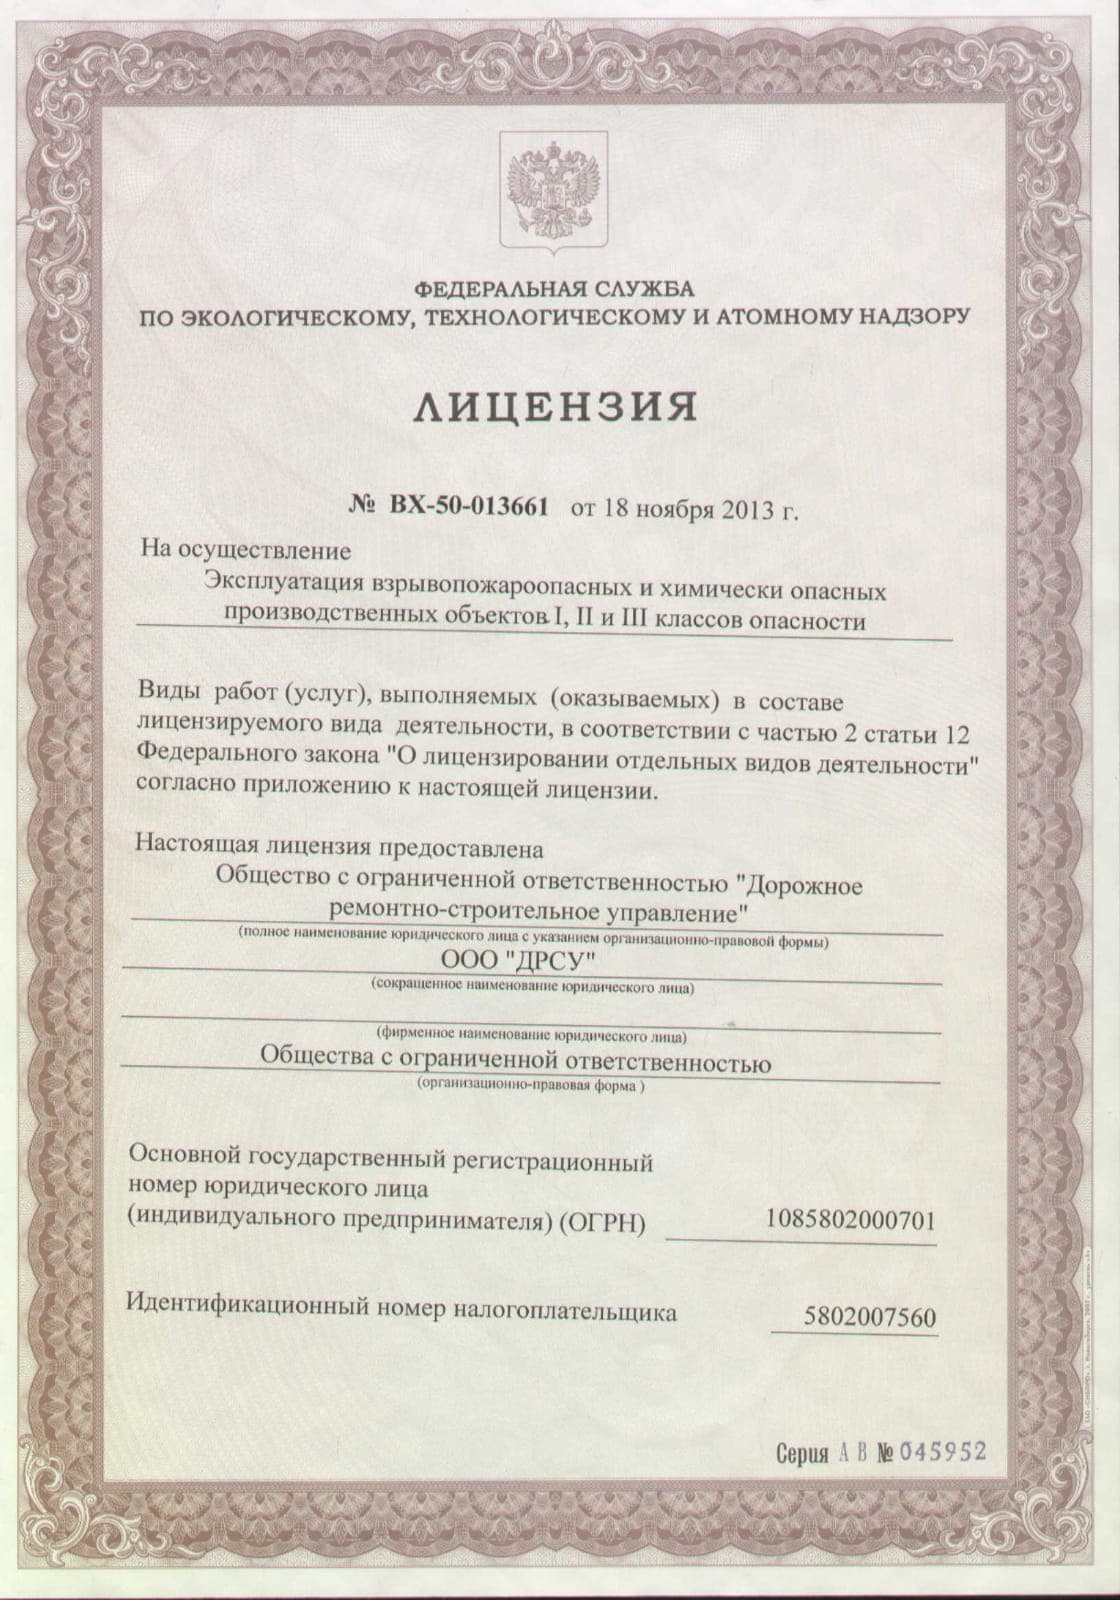 ФЕДЕРАЛЬНАЯ СЛУЖБА
ПО ЭКОЛОГИЧЕСКОМУ, ТЕХНОЛОГИЧЕСКОМУ И АТОМНОМУ НАДЗОРУ
ЛИЦЕНЗИЯ
№ ВХ-50-013661 от 18 ноября 2013 г.
На осуществление
Эксплуатация взрывопожароопасных и химически опасных
производственных объектов I, II и III классов опасности
Виды работ (услуг), выполняемых (оказываемых) в составе
лицензируемого вида деятельности, в соответствии с частью 2 статьи 12
Федерального закона "О лицензировании отдельных видов деятельности"
согласно приложению к настоящей лицензии.
Настоящая лицензия предоставлена
Общество с ограниченной ответственностью "Дорожное
ремонтно-строительное управление"
(полное наименование юридического лица с указанием организационно-правовой формы)
ООО "ДРСУ"
(сокращенное наименование юридического лица)
(фирменное наименование юридического лица)
Общества с ограниченной ответственностью
(организационно-правовая форма )
Основной государственный регистрационный
номер юридического лица
(индивидуального предпринимателя) (ОГРН) 1085802000701
Идентификационный номер налогоплательщика 5802007560
Серия А В № 045952